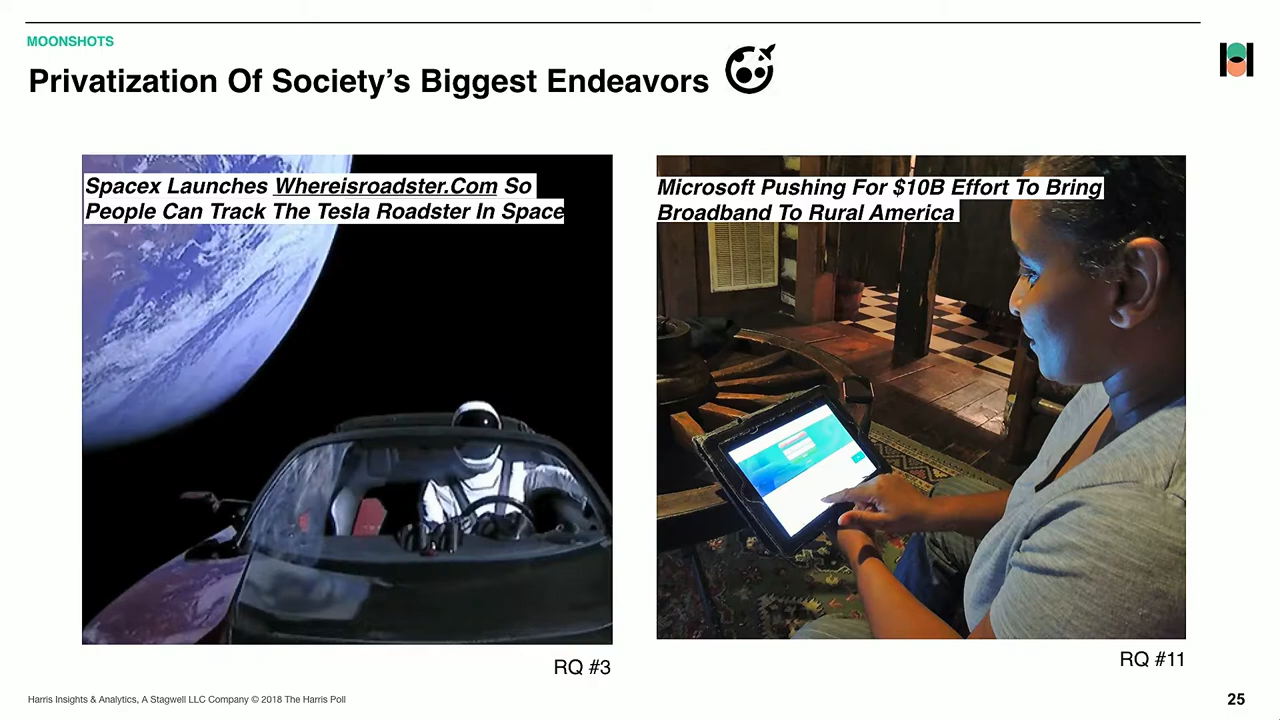 MOONSHOTS
Privatization Of Society's Biggest Endeavors
Spacex Launches Whereisroadster.Com So
People Can Track The Tesla Roadster In Space
Microsoft Pushing For $10B Effort To Bring
Broadband To Rural America
RQ #3
RQ #11
Harris Insights & Analytics, A Stagwell LLC Company © 2018 The Harris Poll
25